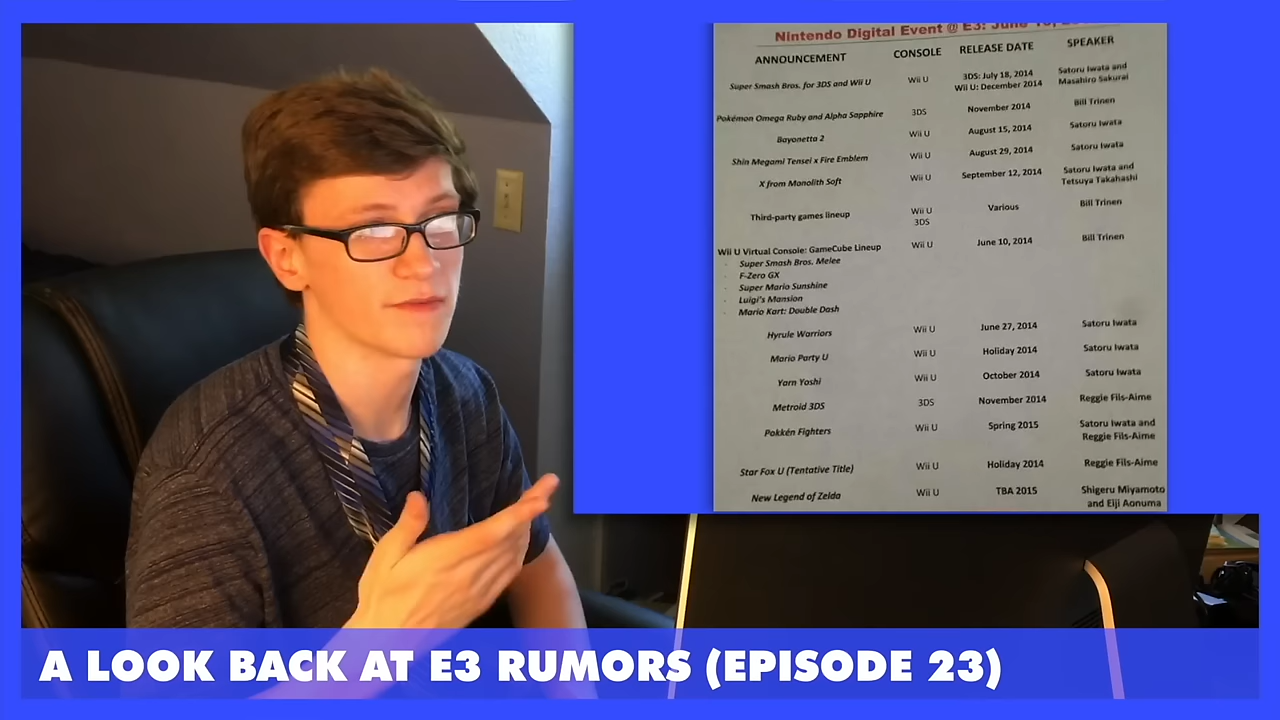 Nintendo Digital Event @ E3: June 10,
ANNOUNCEMENT CONSOLE RELEASE DATE SPEAKER
Super Smash Bros. for 3DS and Wii U Wii U 3DS: July 18, 2014 Satoru Iwata and
Wii U: December 2014 Masahiro Sakurai
Pokémon Omega Ruby and Alpha Sapphire 3DS November 2014 Bill Trinen
Bayonetta 2 Wii U August 15, 2014 Satoru Iwata
Shin Megami Tensei x Fire Emblem Wii U August 29, 2014 Satoru Iwata
X from Monolith Soft Wii U September 12, 2014 Satoru Iwata and
Tetsuya Takahashi
Third-party games lineup Wii U Various Bill Trinen
3DS
Wii U Virtual Console: GameCube Lineup Wii U June 10, 2014 Bill Trinen
- Super Smash Bros. Melee
- F-Zero GX
- Super Mario Sunshine
- Luigi's Mansion
- Mario Kart: Double Dash
Hyrule Warriors Wii U June 27, 2014 Satoru Iwata
Mario Party U Wii U Holiday 2014 Satoru Iwata
Yarn Yoshi Wii U October 2014 Satoru Iwata
Metroid 3DS 3DS November 2014 Reggie Fils-Aime
Pokkén Fighters Wii U Spring 2015 Satoru Iwata and
Reggie Fils-Aime
Star Fox U (Tentative Title) Wii U Holiday 2014 Reggie Fils-Aime
New Legend of Zelda Wii U TBA 2015 Shigeru Miyamoto
and Eiji Aonuma
A LOOK BACK AT E3 RUMORS (EPISODE 23)